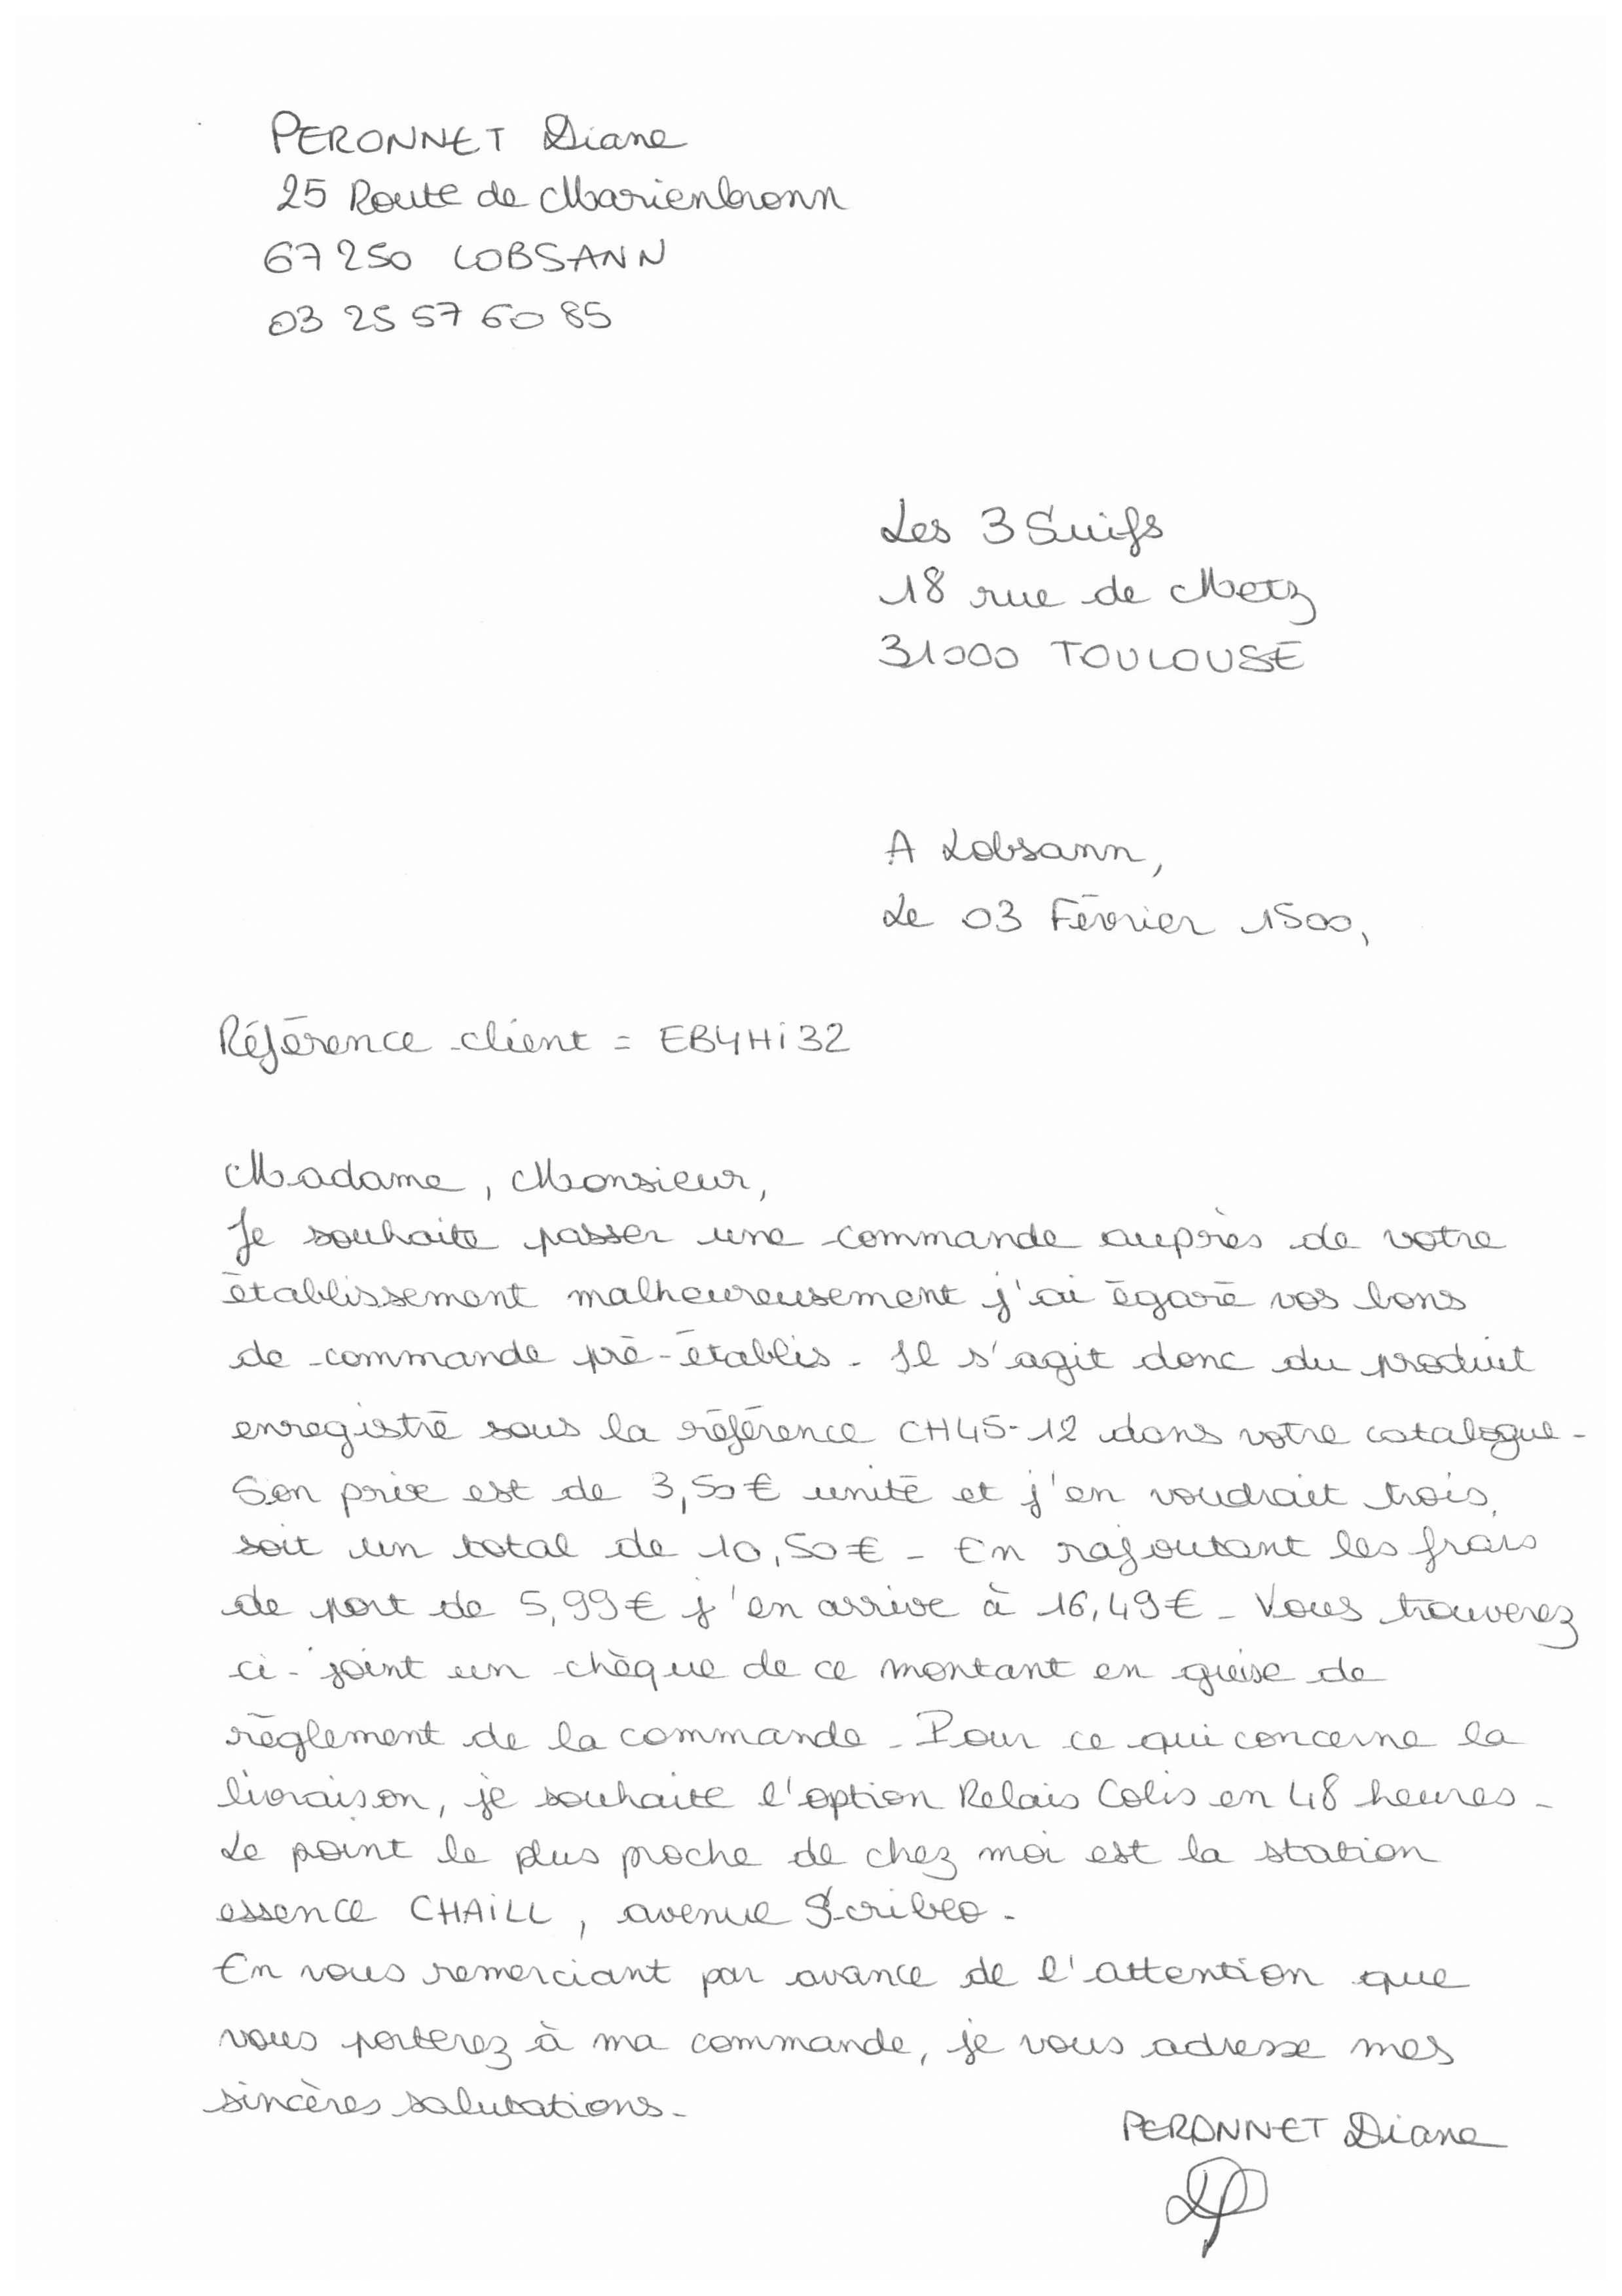 PERONNET Diane
25 Route de Marienbronn
67250 LOBSANN
03 25 57 60 85
Les 3 Suifs
18 rue de Metz
31000 TOULOUSE
A Lobsann,
Le 03 Février 1500,
Référence client = EB4Hi32
Madame, Monsieur,
Je souhaite passer une commande auprès de votre
établissement malheureusement j'ai égaré vos bons
de commande pré-établis. Il s'agit donc du produit
enregistré sous la référence CH45-12 dans votre catalogue.
Son prix est de 3,50€ unité et j'en voudrait trois,
soit un total de 10,50€. En rajoutant les frais
de port de 5,99€ j'en arrive à 16,49€. Vous trouverez
ci-joint un chèque de ce montant en guise de
règlement de la commande. Pour ce qui concerne la
livraison, je souhaite l'option Relais Colis en 48 heures.
Le point le plus proche de chez moi est la station
essence CHAiLL, avenue Scribeo.
En vous remerciant par avance de l'attention que
vous porterez à ma commande, je vous adresse mes
sincères salutations.
PERONNET Diane